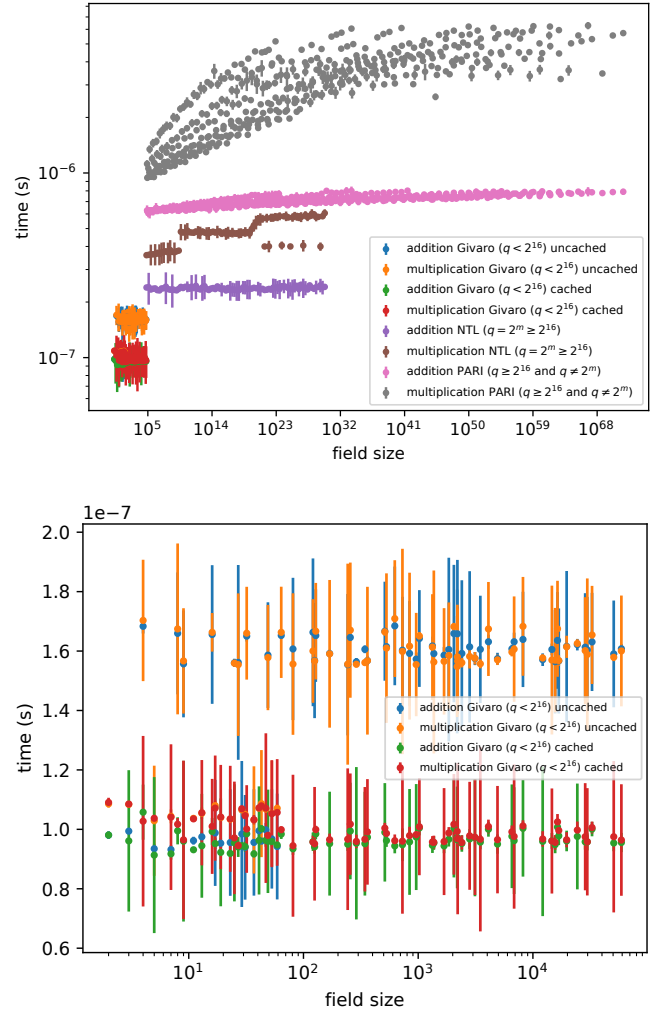 10^{-6}
10^{-7}
time (s)
addition Givaro (q < 2^{16}) uncached
multiplication Givaro (q < 2^{16}) uncached
addition Givaro (q < 2^{16}) cached
multiplication Givaro (q < 2^{16}) cached
addition NTL (q = 2^m ≥ 2^{16})
multiplication NTL (q = 2^m ≥ 2^{16})
addition PARI (q ≥ 2^{16} and q ≠ 2^m)
multiplication PARI (q ≥ 2^{16} and q ≠ 2^m)
10^5 10^{14} 10^{23} 10^{32} 10^{41} 10^{50} 10^{59} 10^{68}
field size
1e−7
2.0
1.8
1.6
1.4
1.2
1.0
0.8
0.6
time (s)
addition Givaro (q < 2^{16}) uncached
multiplication Givaro (q < 2^{16}) uncached
addition Givaro (q < 2^{16}) cached
multiplication Givaro (q < 2^{16}) cached
10^1 10^2 10^3 10^4
field size